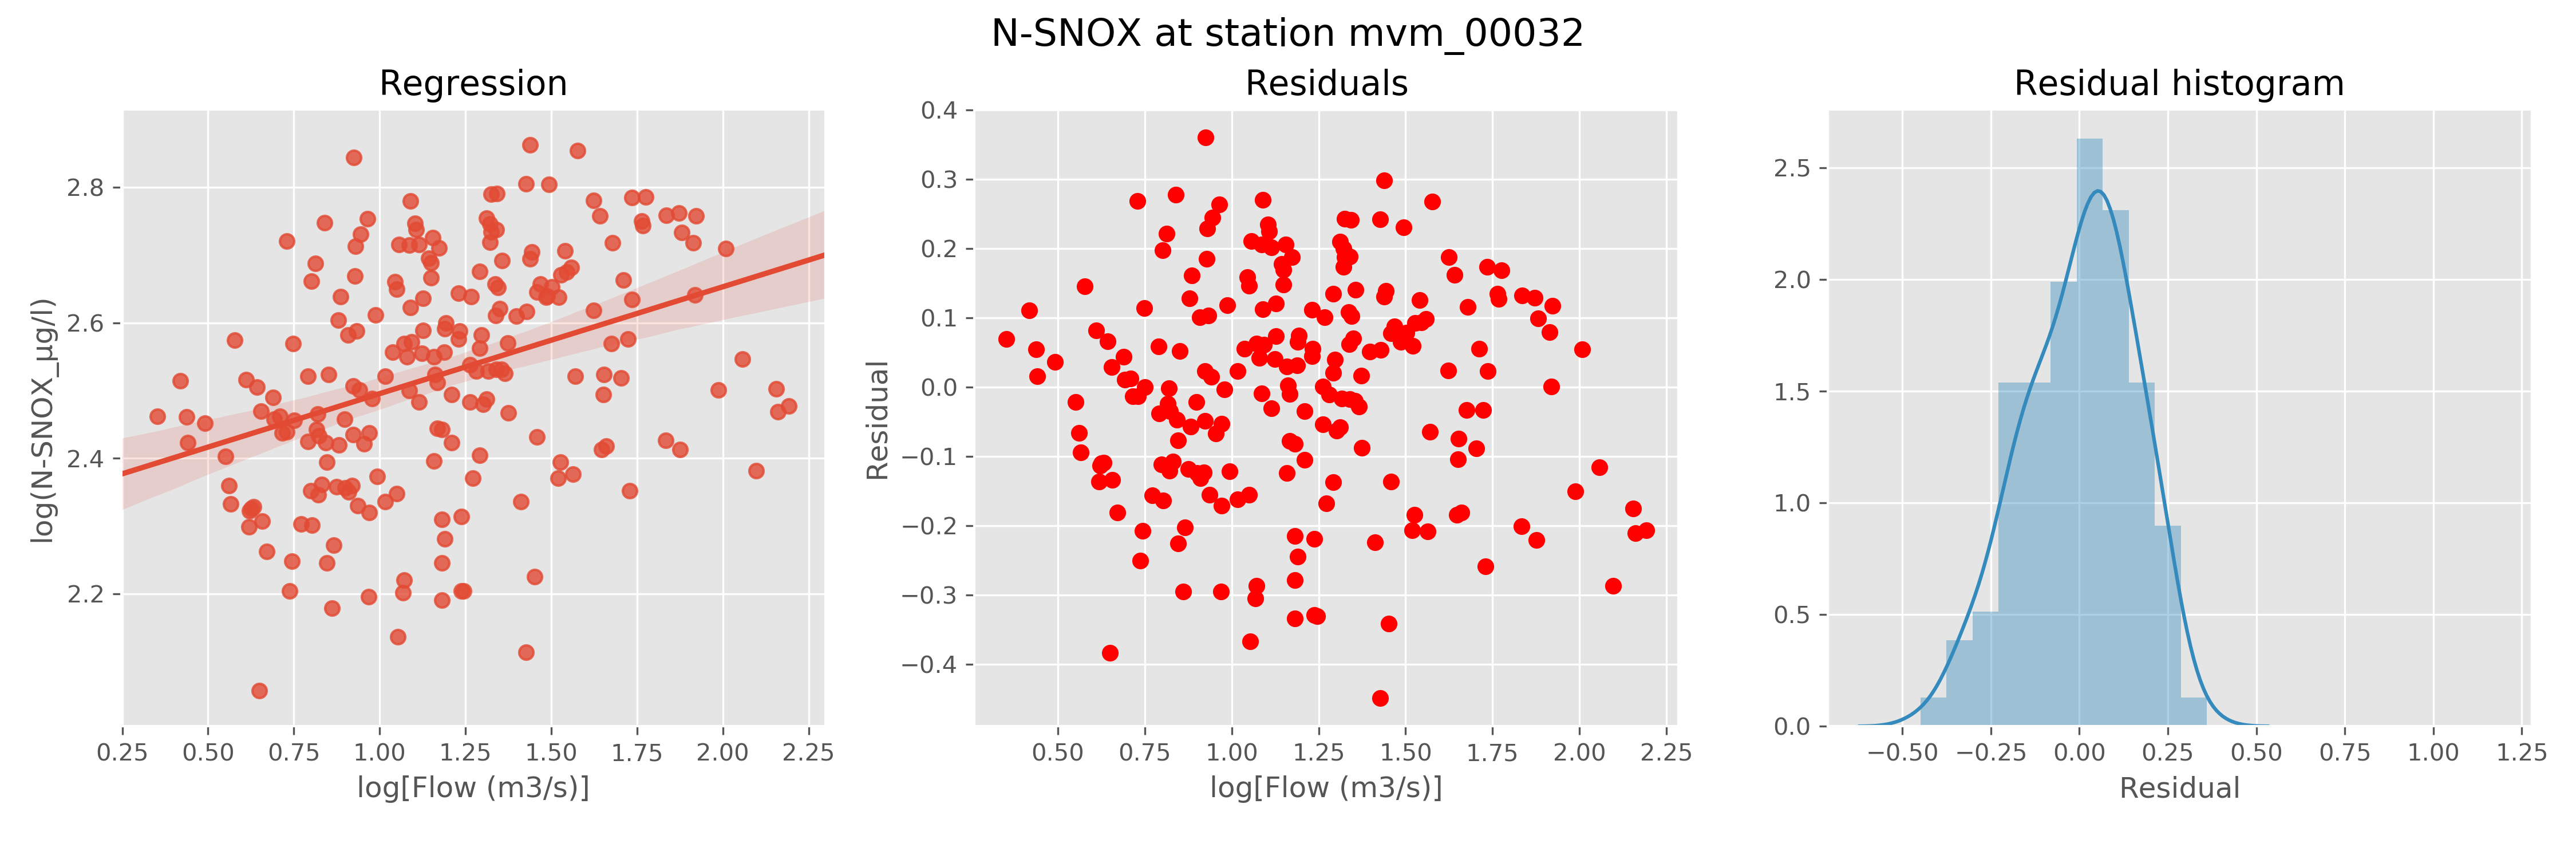 N-SNOX at station mvm_00032
Regression
2.8
2.6
2.4
2.2
log(N-SNOX_µg/l)
0.25 0.50 0.75 1.00 1.25 1.50 1.75 2.00 2.25
log[Flow (m3/s)]
Residuals
0.4
0.3
0.2
0.1
0.0
−0.1
−0.2
−0.3
−0.4
Residual
0.50 0.75 1.00 1.25 1.50 1.75 2.00 2.25
log[Flow (m3/s)]
Residual histogram
2.5
2.0
1.5
1.0
0.5
0.0
−0.50 −0.25 0.00 0.25 0.50 0.75 1.00 1.25
Residual